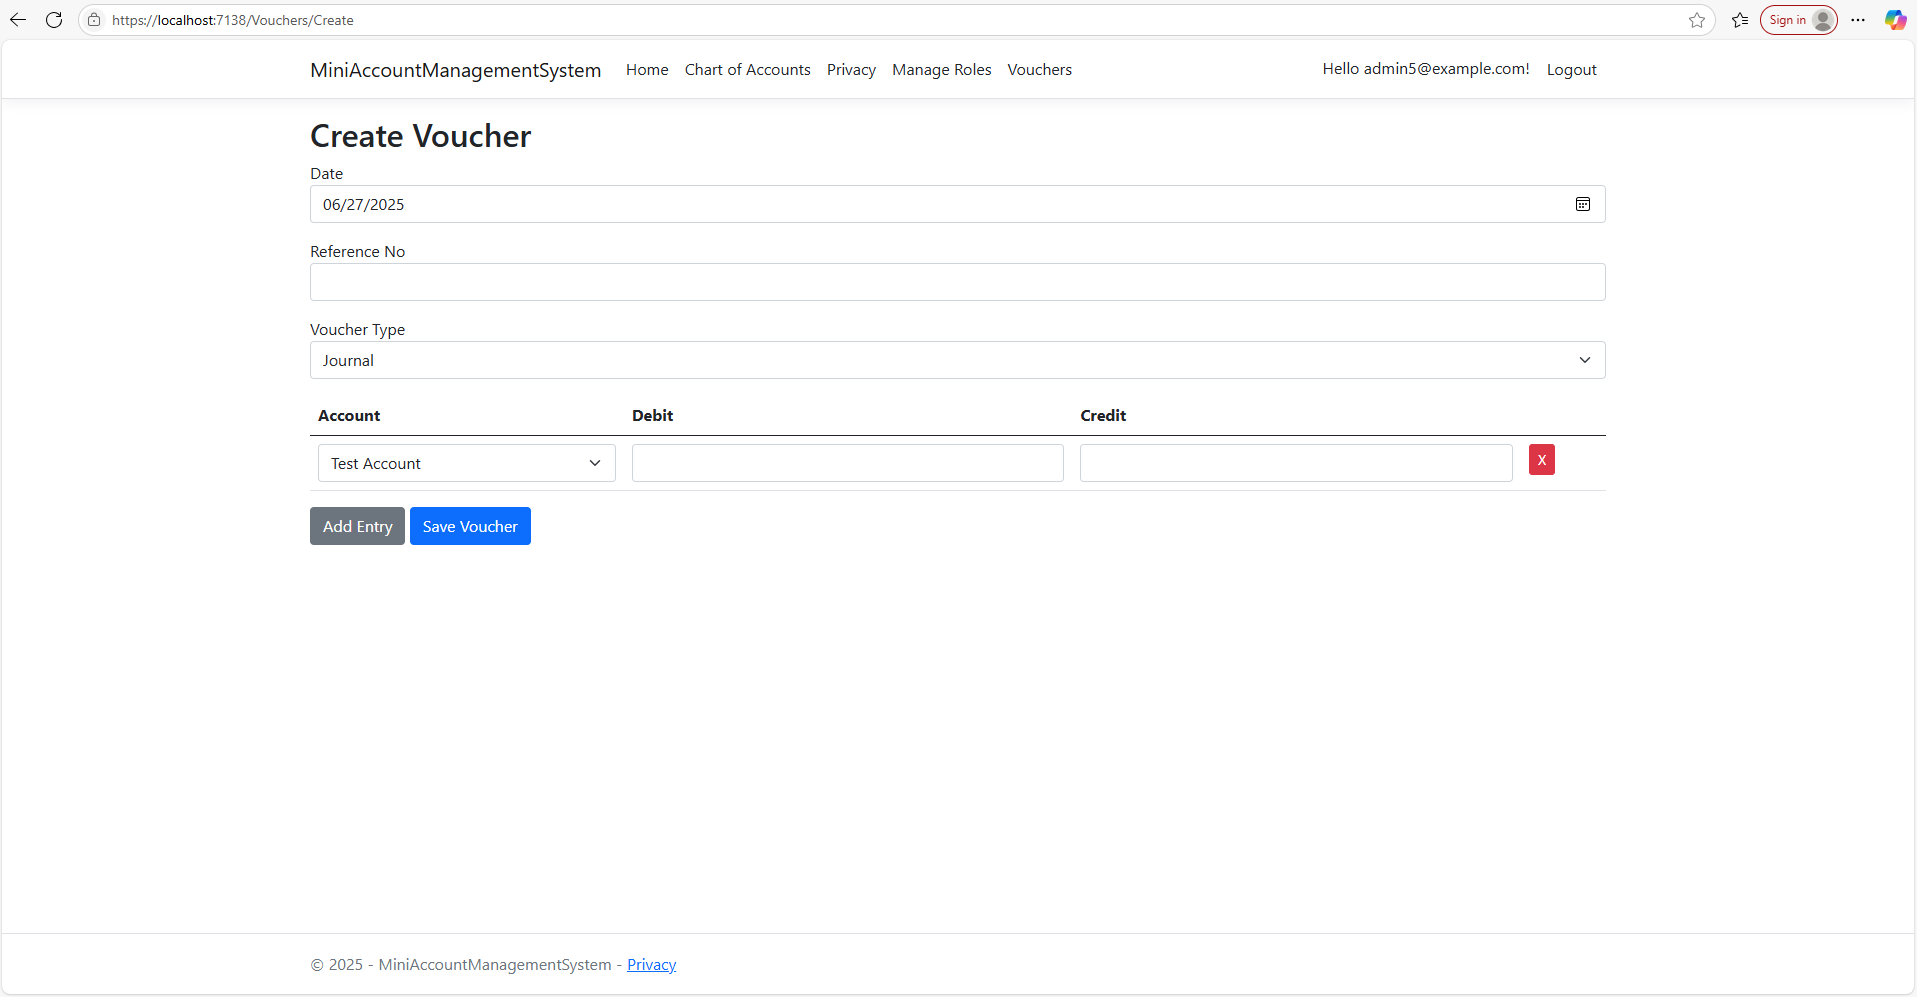 https://localhost:7138/Vouchers/Create
Sign in
MiniAccountManagementSystem Home Chart of Accounts Privacy Manage Roles Vouchers Hello admin5@example.com! Logout
Create Voucher
Date
06/27/2025
Reference No
Voucher Type
Journal
Account Debit Credit
Test Account X
Add Entry Save Voucher
© 2025 - MiniAccountManagementSystem - Privacy